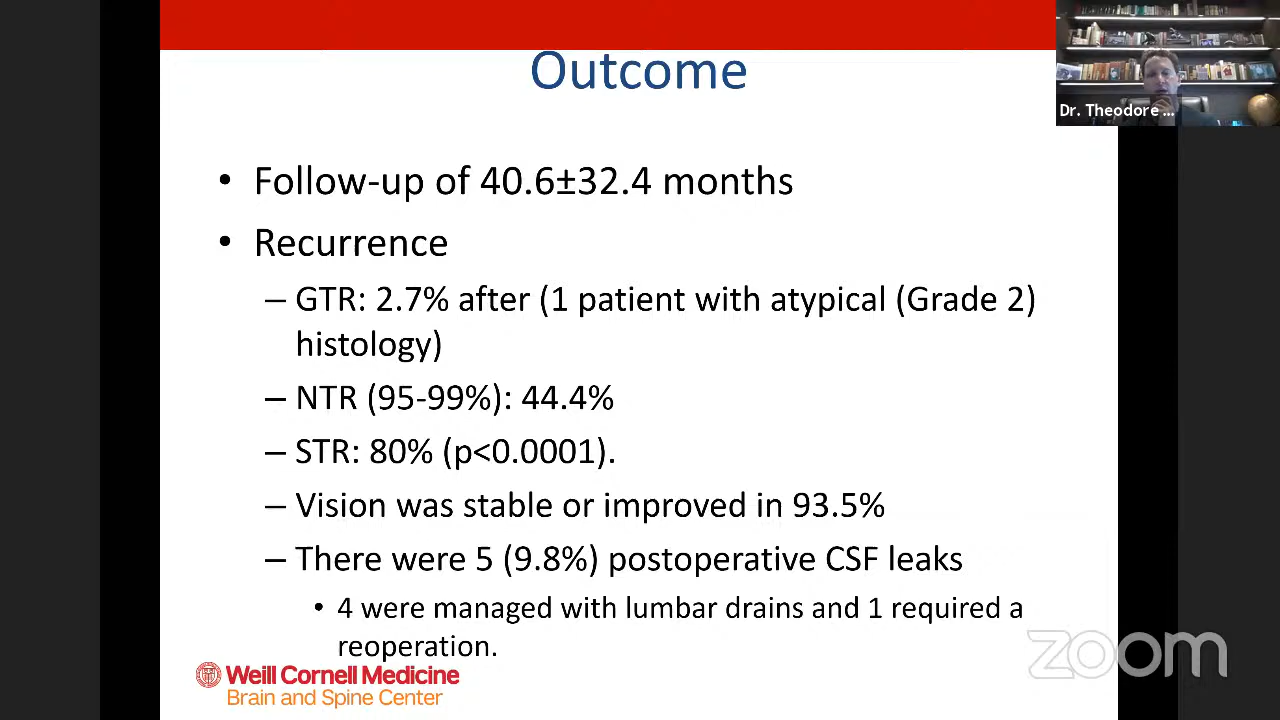 Outcome
Dr. Theodore ...
• Follow-up of 40.6±32.4 months
• Recurrence
– GTR: 2.7% after (1 patient with atypical (Grade 2)
histology)
– NTR (95-99%): 44.4%
– STR: 80% (p<0.0001).
– Vision was stable or improved in 93.5%
– There were 5 (9.8%) postoperative CSF leaks
• 4 were managed with lumbar drains and 1 required a
reoperation.
Weill Cornell Medicine
Brain and Spine Center
zoom